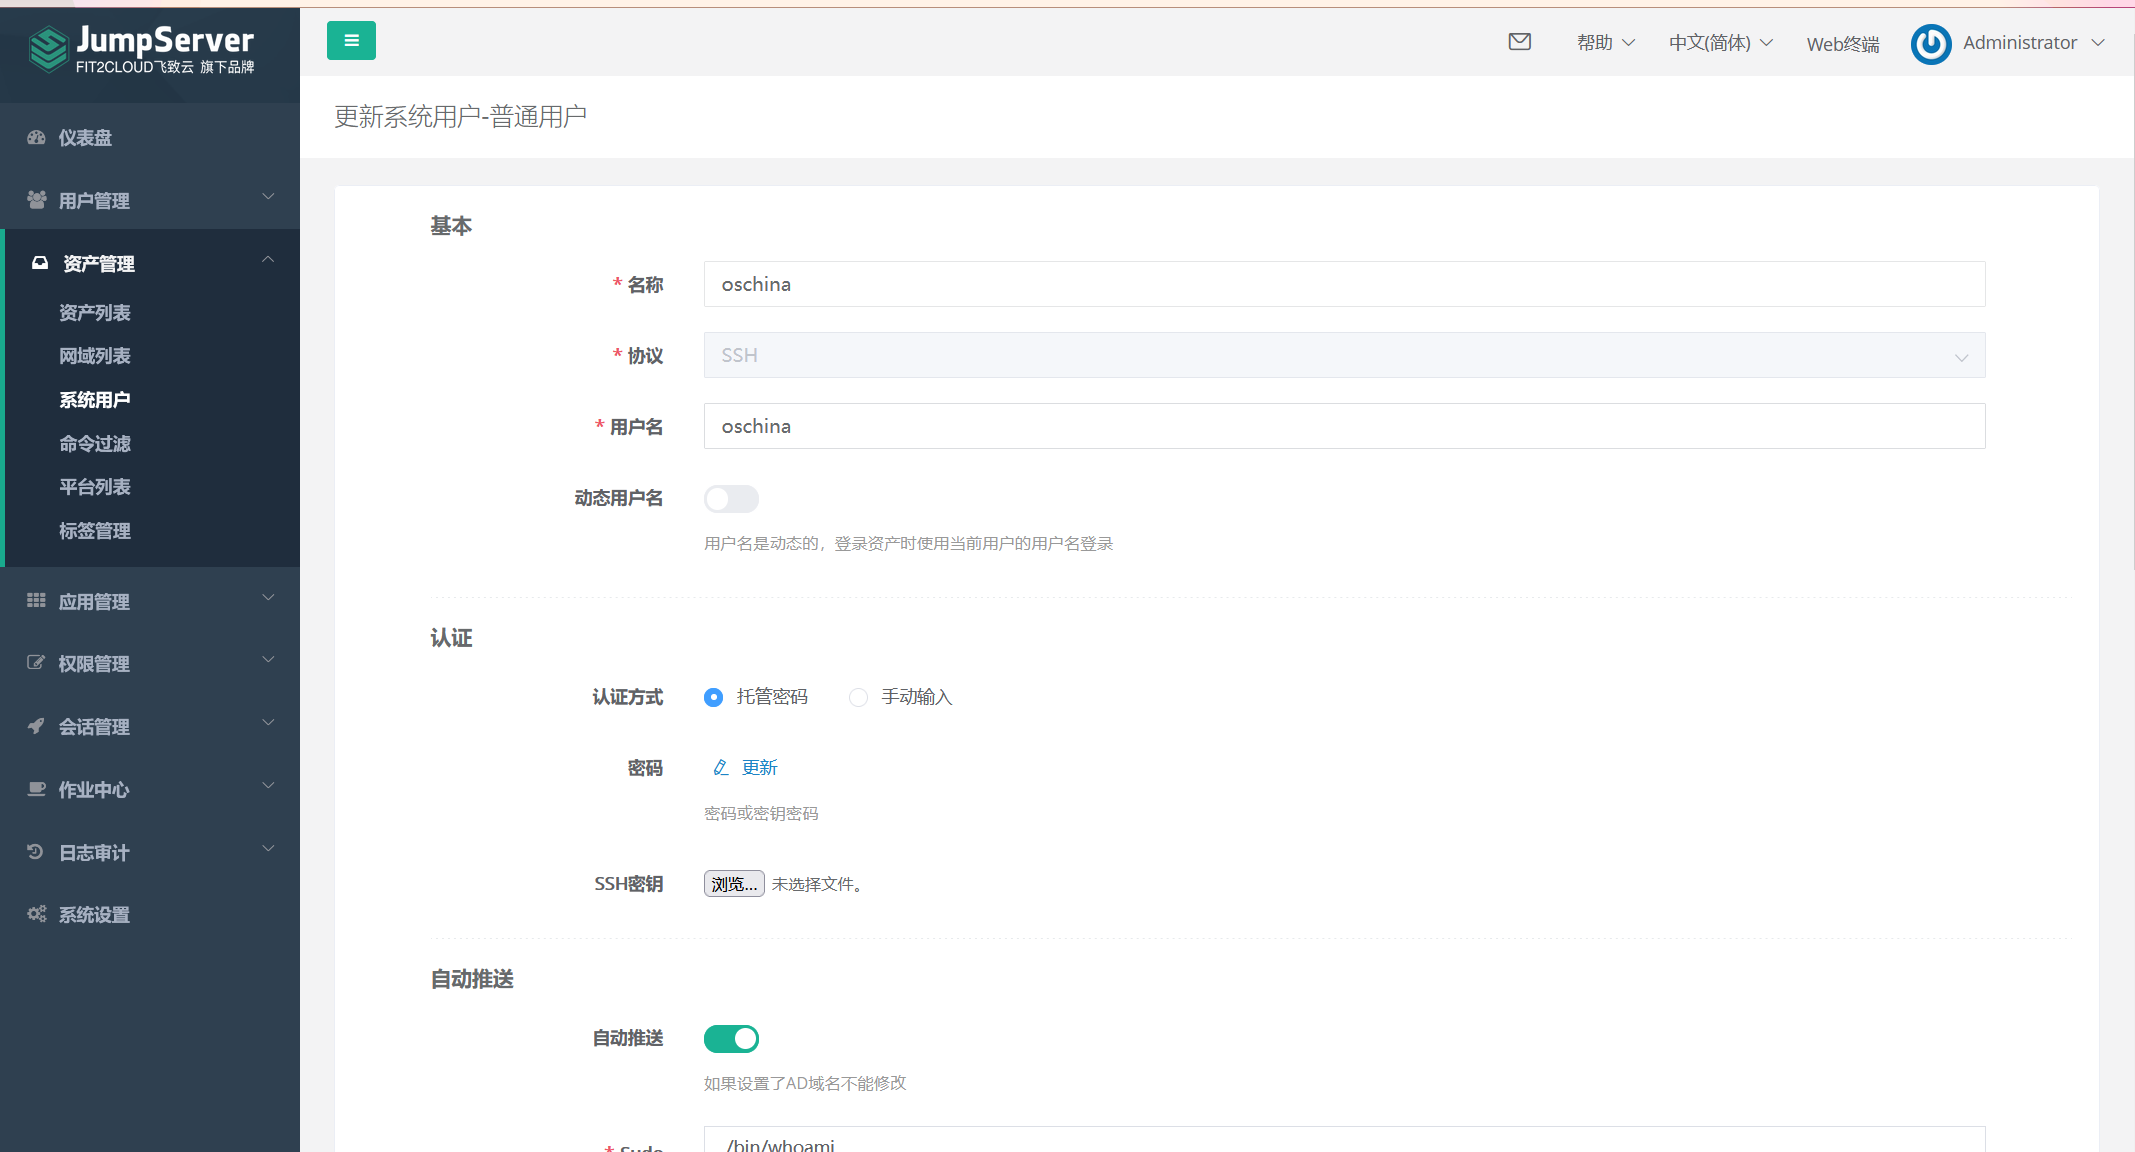 JumpServer
FIT2CLOUD飞致云 旗下品牌
帮助
中文(简体)
Web终端
Administrator
仪表盘
用户管理
资产管理
资产列表
网域列表
系统用户
命令过滤
平台列表
标签管理
应用管理
权限管理
会话管理
作业中心
日志审计
系统设置
更新系统用户-普通用户
基本
* 名称 oschina
* 协议 SSH
* 用户名 oschina
动态用户名
用户名是动态的，登录资产时使用当前用户的用户名登录
认证
认证方式 托管密码 手动输入
密码 更新
密码或密钥密码
SSH密钥 浏览... 未选择文件。
自动推送
自动推送
如果设置了AD域名不能修改
* Sudo /bin/whoami